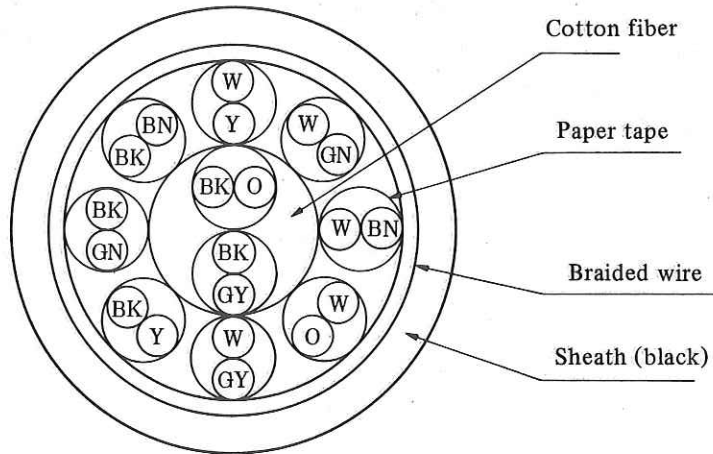 Cotton fiber
Paper tape
Braided wire
Sheath (black)
W
Y
W
GN
W BN
W
O
W
GY
BK
Y
BK
GN
BN
BK
BK O
BK
GY